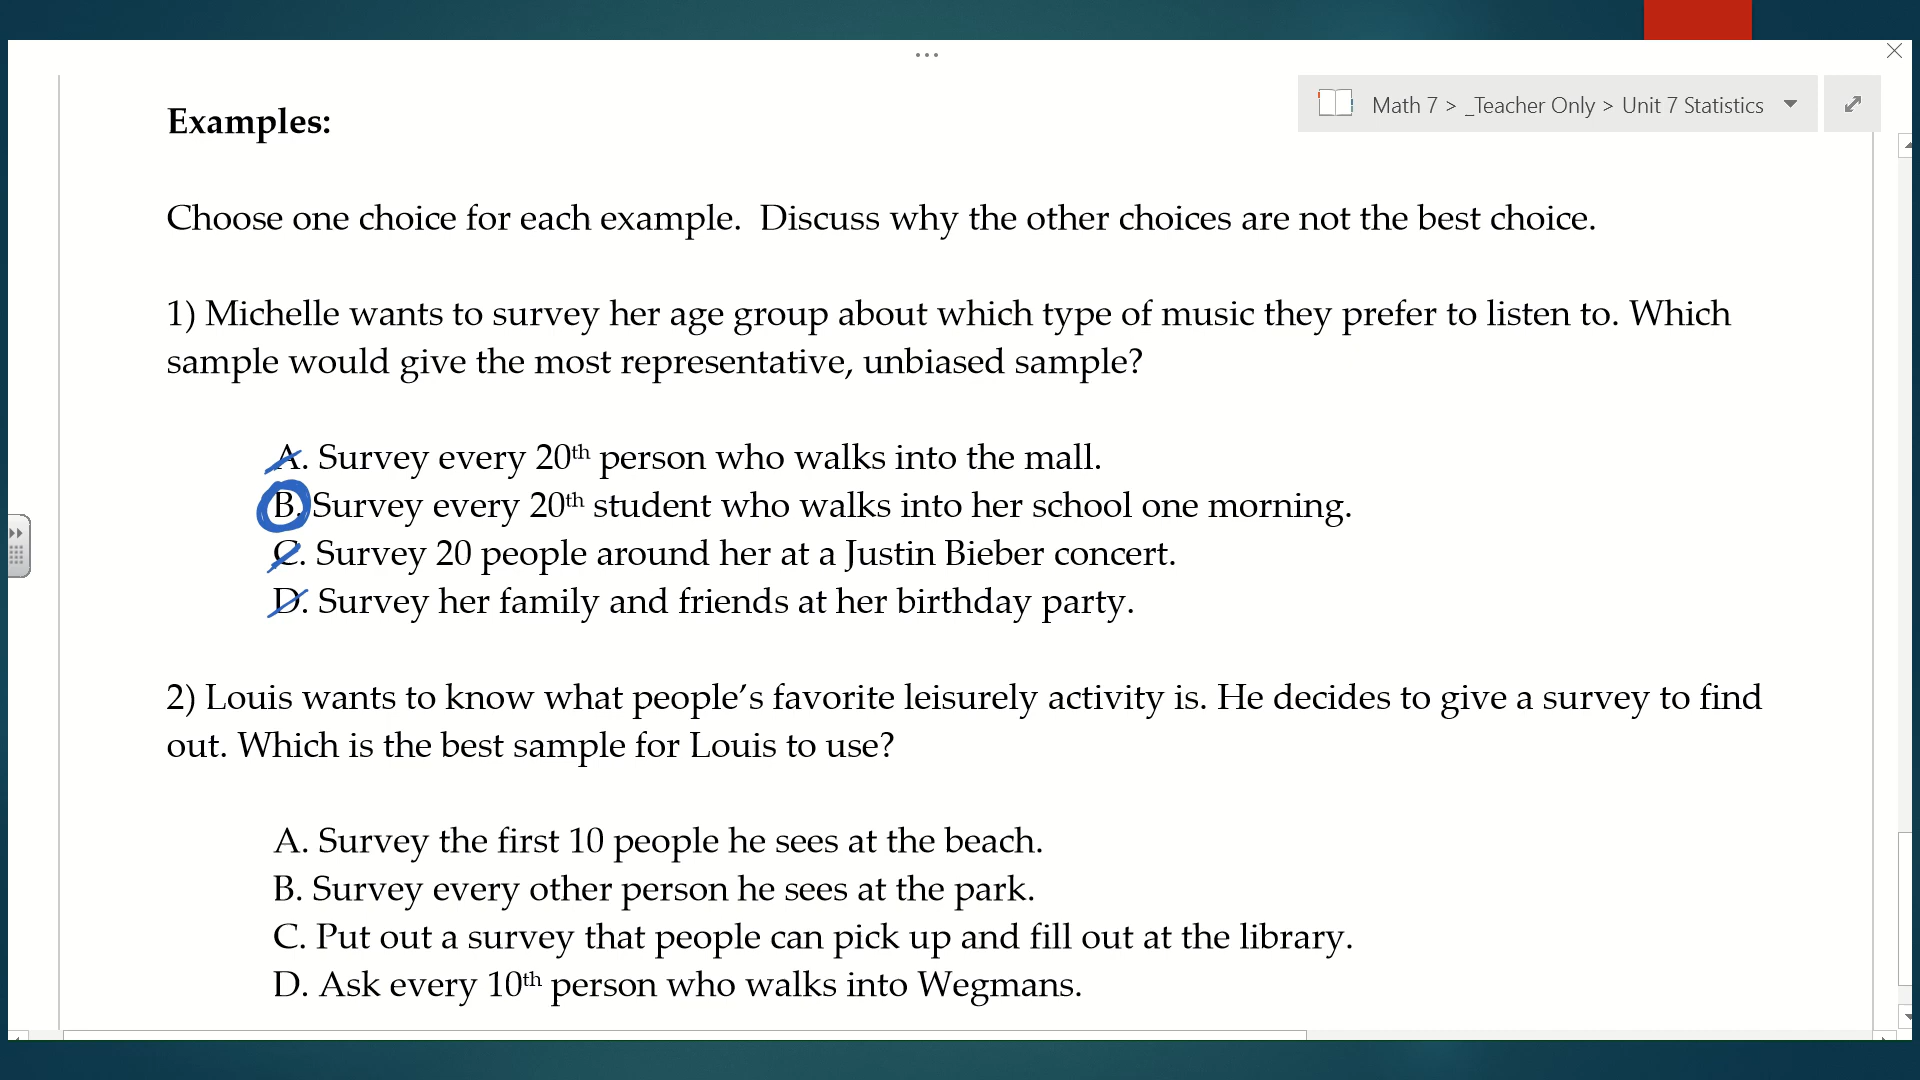 Math 7 > _Teacher Only > Unit 7 Statistics
Examples:
Choose one choice for each example.  Discuss why the other choices are not the best choice.
1) Michelle wants to survey her age group about which type of music they prefer to listen to. Which
sample would give the most representative, unbiased sample?
A. Survey every 20th person who walks into the mall.
B. Survey every 20th student who walks into her school one morning.
C. Survey 20 people around her at a Justin Bieber concert.
D. Survey her family and friends at her birthday party.
2) Louis wants to know what people’s favorite leisurely activity is. He decides to give a survey to find
out. Which is the best sample for Louis to use?
A. Survey the first 10 people he sees at the beach.
B. Survey every other person he sees at the park.
C. Put out a survey that people can pick up and fill out at the library.
D. Ask every 10th person who walks into Wegmans.